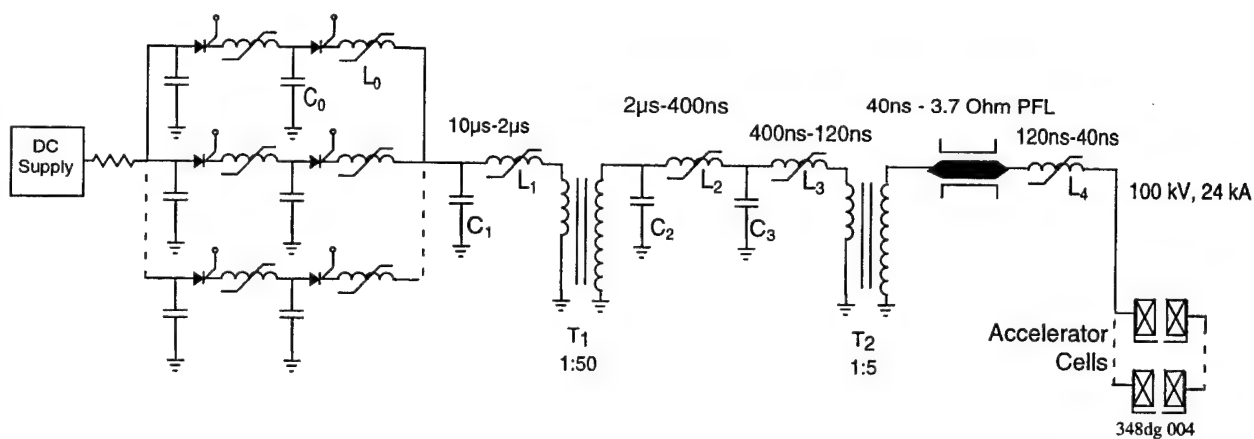 DC
Supply
C0
L0
10μs-2μs
L1
C1
T1
1:50
2μs-400ns
L2
C2
C3
400ns-120ns
L3
T2
1:5
40ns - 3.7 Ohm PFL
120ns-40ns
L4
100 kV, 24 kA
Accelerator
Cells
348dg 004